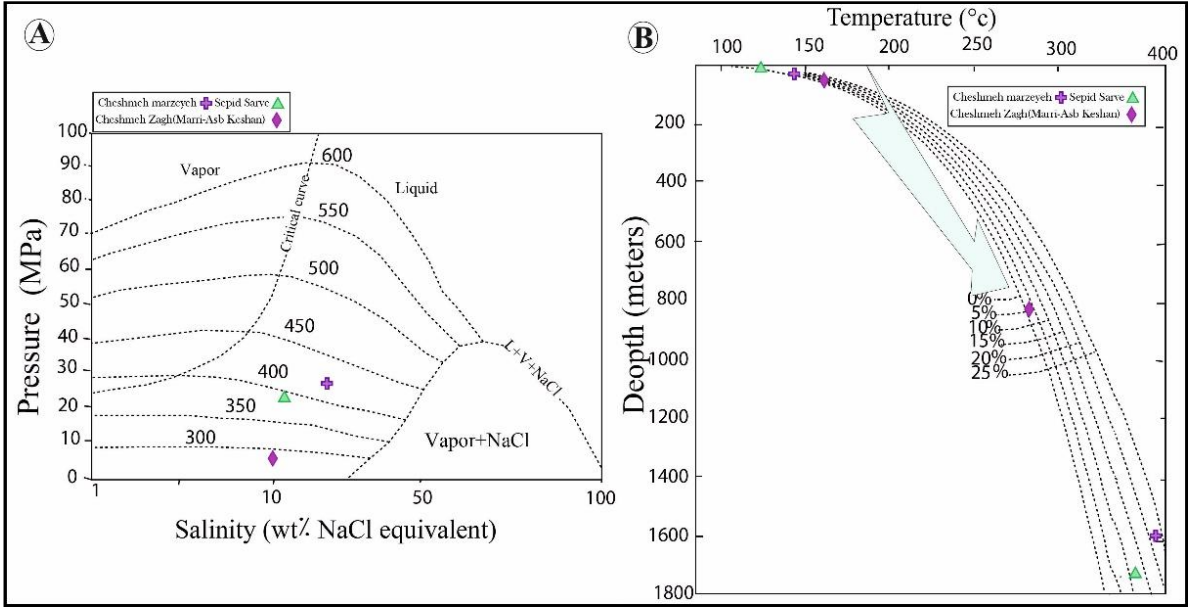 A
Cheshmeh marzeyeh Sepid Sarve
Cheshmeh Zagh(Marri-Asb Keshan)
Pressure (MPa)
100
90
80
70
60
50
40
30
20
10
0
Vapor
Critical curve
Liquid
600
550
500
450
400
350
300
L+V+NaCl
Vapor+NaCl
1 10 50 100
Salinity (wt٪ NaCl equivalent)
B
Temperature (°c)
100 150 200 250 300 400
Cheshmeh marzeyeh Sepid Sarve
Cheshmeh Zagh(Marri-Asb Keshan)
Deopth (meters)
200
400
600
800
1000
1200
1400
1600
1800
0%
5%
10%
15%
20%
25%